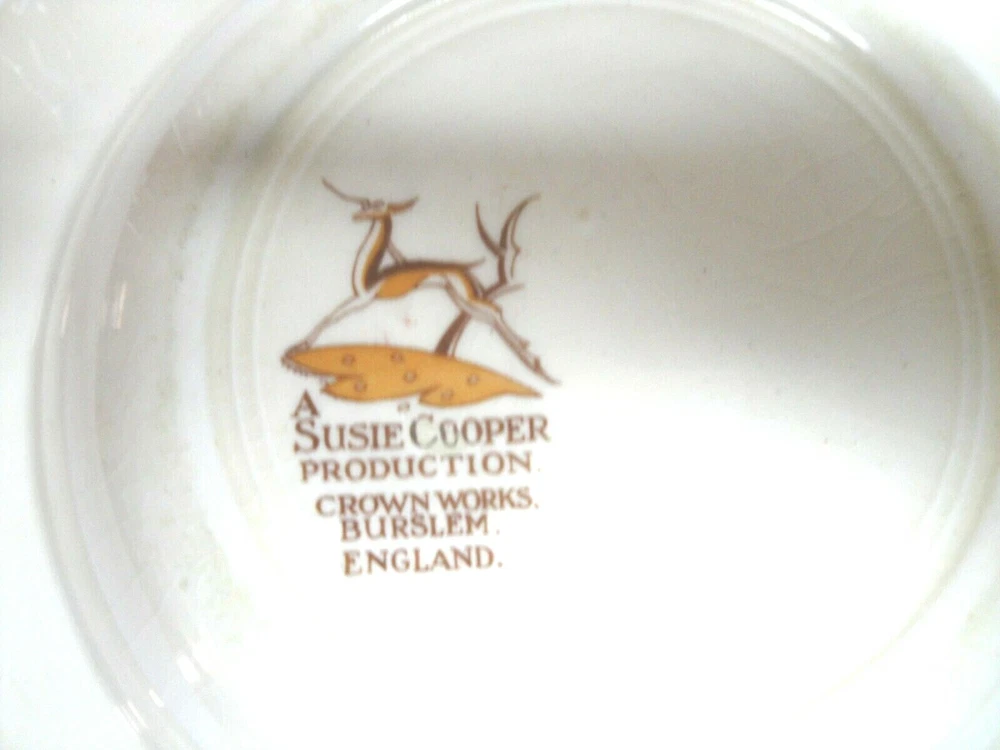 A
SUSIE COOPER
PRODUCTION.
CROWN WORKS.
BURSLEM.
ENGLAND.